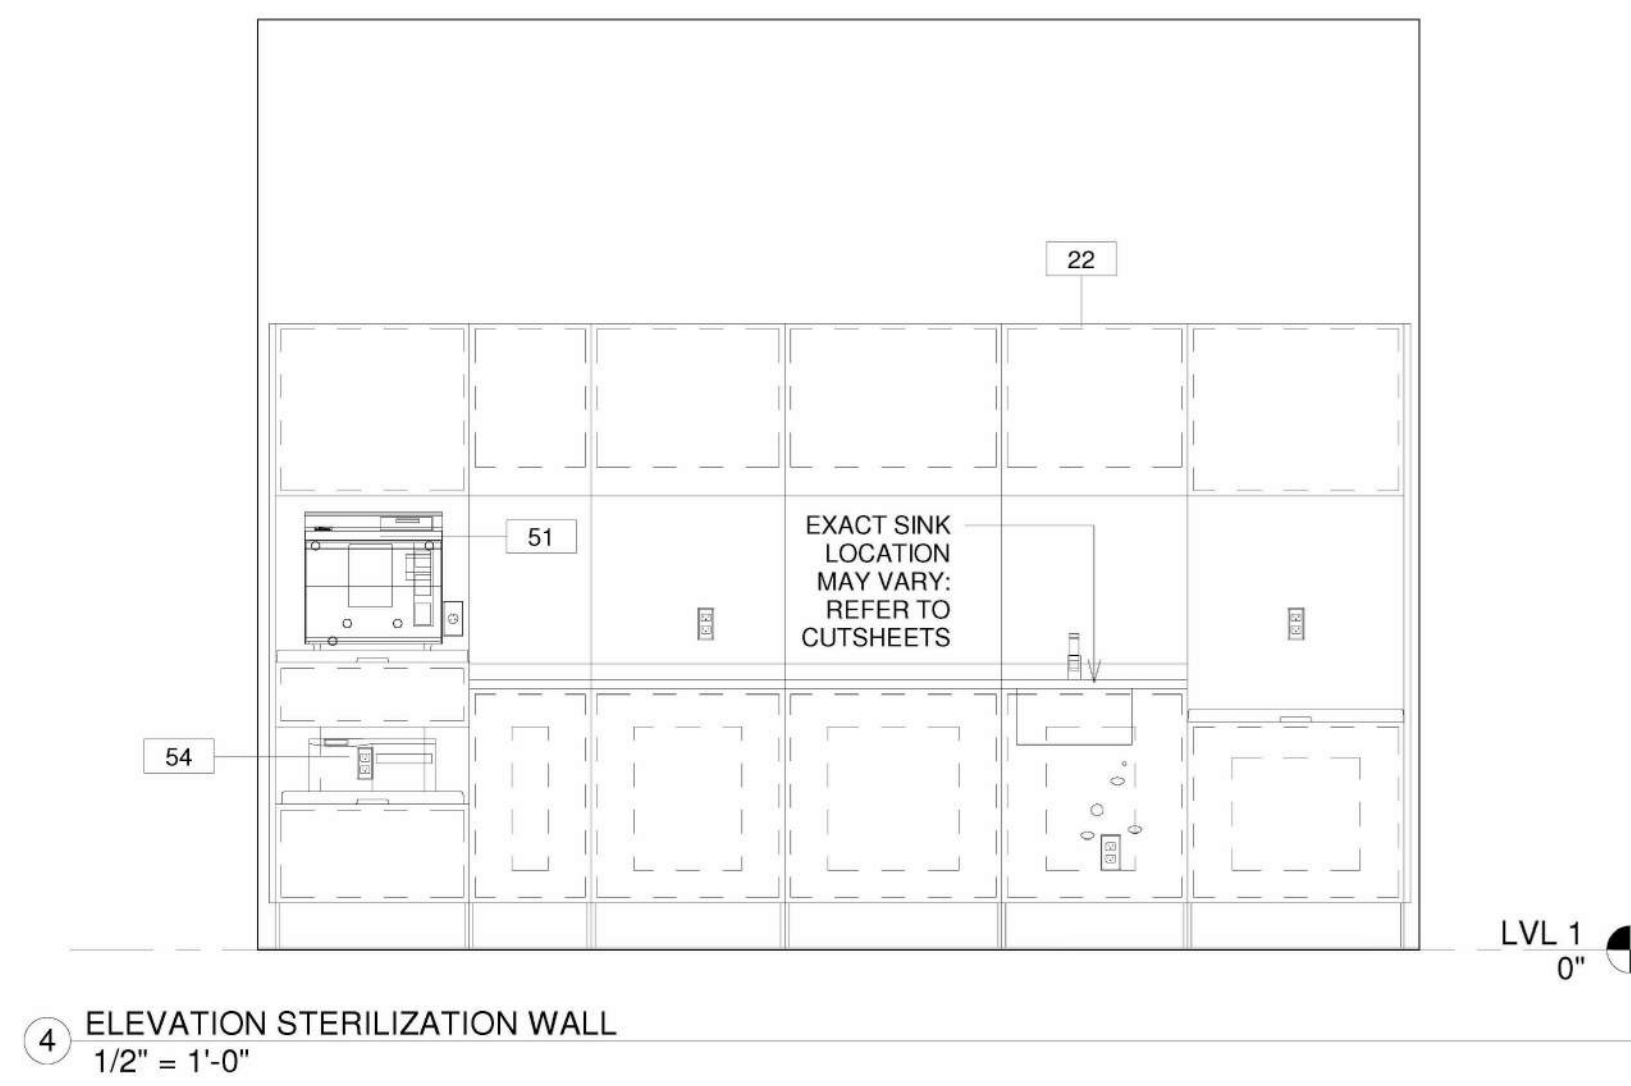 22
51
EXACT SINK
LOCATION
MAY VARY:
REFER TO
CUTSHEETS
54
LVL 1
0"
4
ELEVATION STERILIZATION WALL
1/2" = 1'-0"